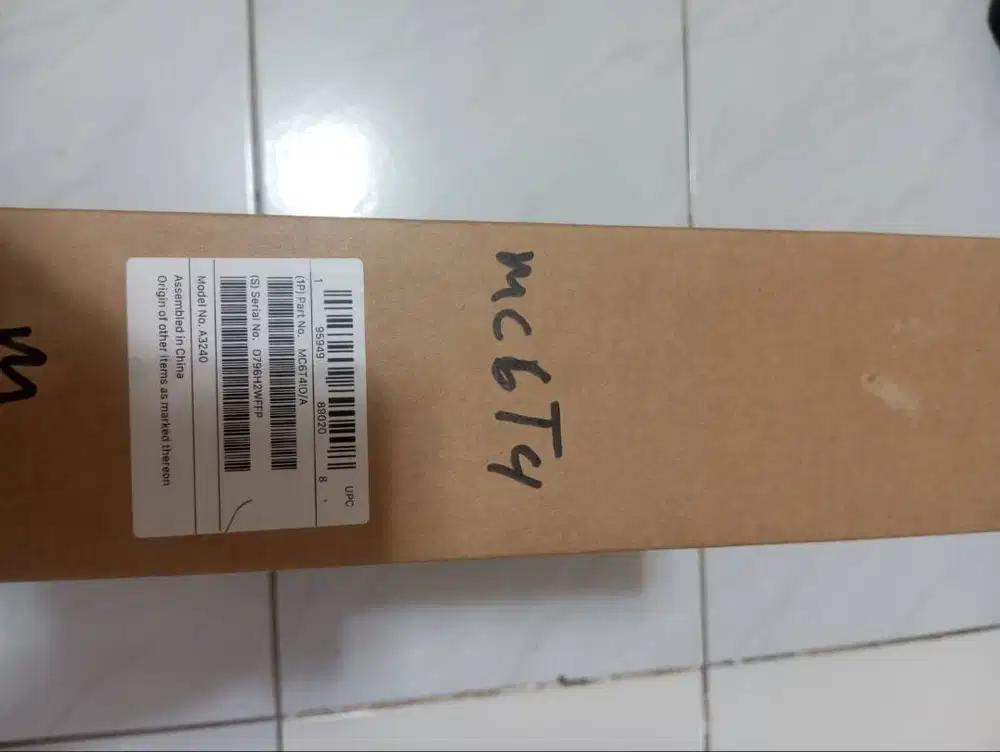 UPC
1 95949 89020 8
(1P) Part No. MC6T4ID/A
(S) Serial No. D796H2WFFP
Model No. A3240
Assembled in China
Origin of other items as marked thereon
MC6T4